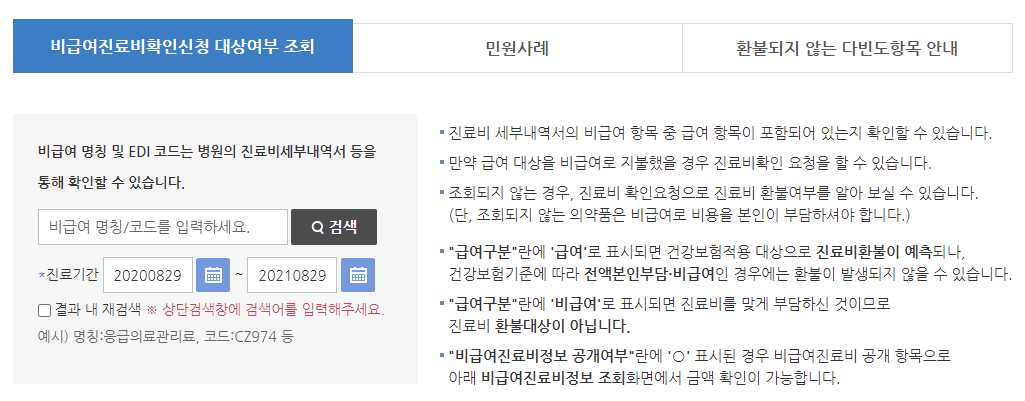 비급여진료비확인신청 대상여부 조회
민원사례
환불되지 않는 다빈도항목 안내
비급여 명칭 및 EDI 코드는 병원의 진료비세부내역서 등을
통해 확인할 수 있습니다.
비급여 명칭/코드를 입력하세요.
검색
*진료기간
20200829
~
20210829
결과 내 재검색 ※ 상단검색창에 검색어를 입력해주세요.
예시) 명칭:응급의료관리료, 코드:CZ974 등
진료비 세부내역서의 비급여 항목 중 급여 항목이 포함되어 있는지 확인할 수 있습니다.
만약 급여 대상을 비급여로 지불했을 경우 진료비확인 요청을 할 수 있습니다.
조회되지 않는 경우, 진료비 확인요청으로 진료비 환불여부를 알아 보실 수 있습니다.
(단, 조회되지 않는 의약품은 비급여로 비용을 본인이 부담하셔야 합니다.)
"급여구분"란에 '급여'로 표시되면 건강보험적용 대상으로 진료비환불이 예측되나,
건강보험기준에 따라 전액본인부담·비급여인 경우에는 환불이 발생되지 않을 수 있습니다.
"급여구분"란에 '비급여'로 표시되면 진료비를 맞게 부담하신 것이므로
진료비 환불대상이 아닙니다.
"비급여진료비정보 공개여부"란에 '○' 표시된 경우 비급여진료비 공개 항목으로
아래 비급여진료비정보 조회화면에서 금액 확인이 가능합니다.